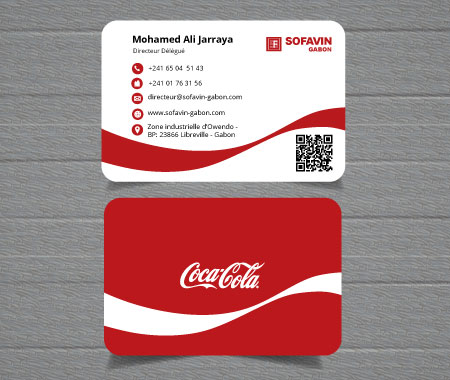 Mohamed Ali Jarraya
Directeur Délégué
SOFAVIN
GABON
+241 65 04 51 43
+241 01 76 31 56
directeur@sofavin-gabon.com
www.sofavin-gabon.com
Zone industrielle d'Owendo -
BP; 23866 Libreville - Gabon
Coca-Cola